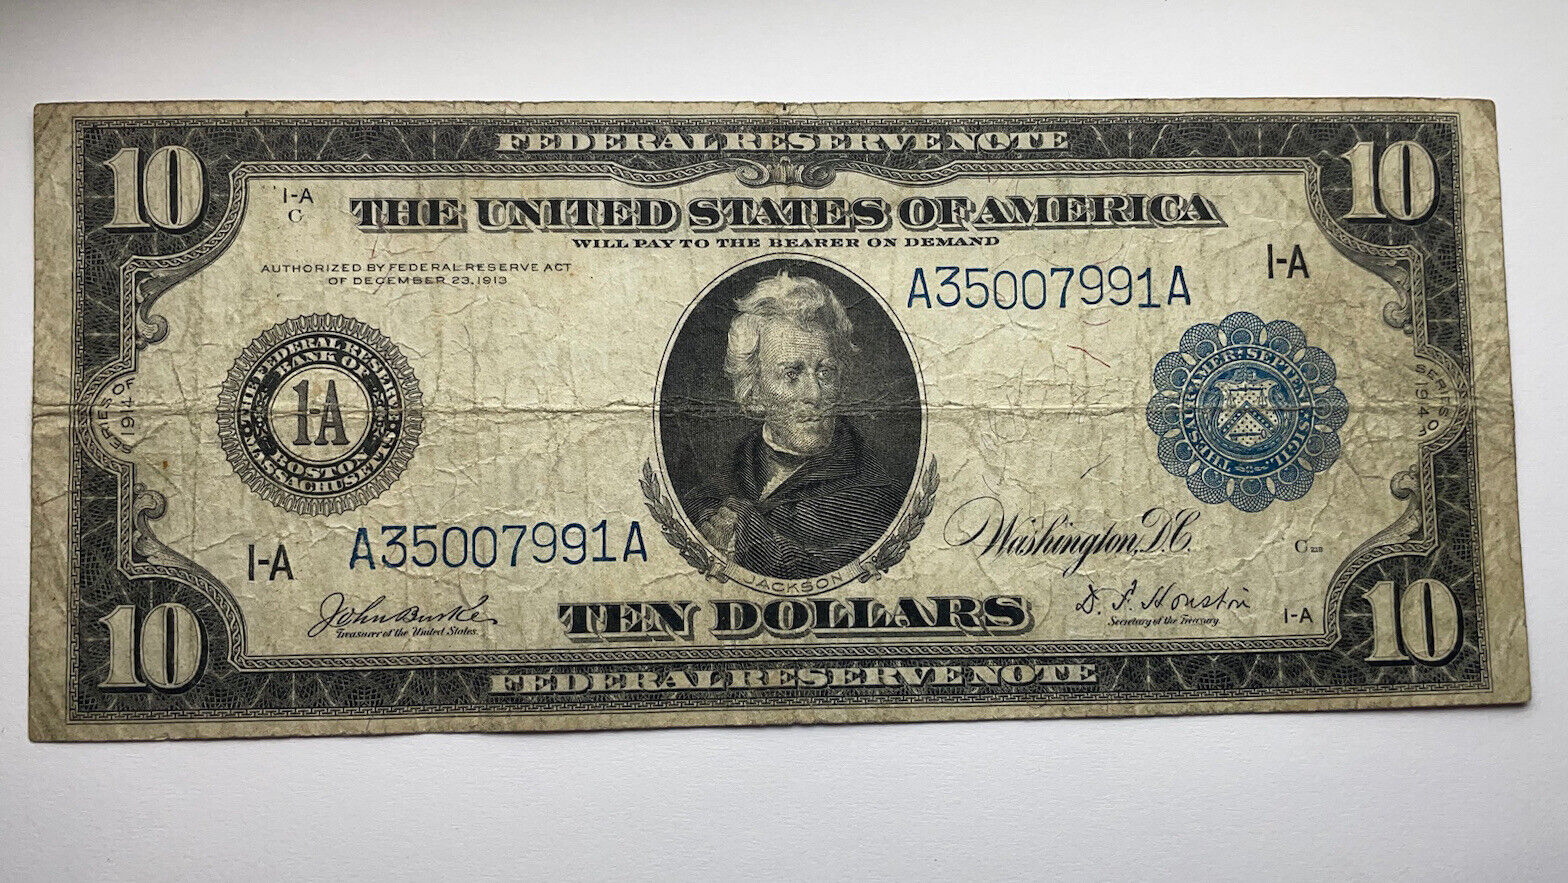 FEDERAL RESERVE NOTE
10
10
I-A
C
THE UNITED STATES OF AMERICA
WILL PAY TO THE BEARER ON DEMAND
AUTHORIZED BY FEDERAL RESERVE ACT
OF DECEMBER 23, 1913
A35007991A
I-A
THE FEDERAL RESERVE
BANK OF
I-A
BOSTON
MASSACHUSETTS
SERIES OF
1914
SERIES OF
1914
I-A
A35007991A
JACKSON
Washington, D.C.
C
John Burke
Treasurer of the United States.
TEN DOLLARS
D. F. Houston
Secretary of the Treasury.
I-A
10
10
FEDERAL RESERVE NOTE